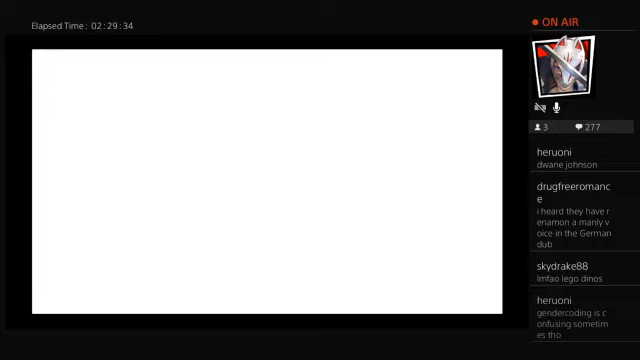 Elapsed Time : 02:29:34
ON AIR
3 277
heruoni
dwane johnson
drugfreeromanc
e
i heard they have r
enamon a manly v
oice in the German
dub
skydrake88
lmfao lego dinos
heruoni
gendercoding is c
onfusing sometim
es tho